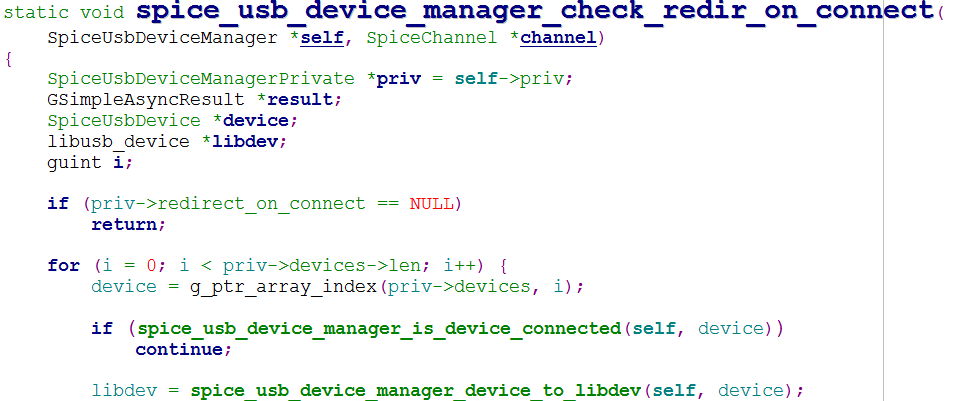 static void spice_usb_device_manager_check_redir_on_connect(
    SpiceUsbDeviceManager *self, SpiceChannel *channel)
{
    SpiceUsbDeviceManagerPrivate *priv = self->priv;
    GSimpleAsyncResult *result;
    SpiceUsbDevice *device;
    libusb_device *libdev;
    guint i;

    if (priv->redirect_on_connect == NULL)
        return;

    for (i = 0; i < priv->devices->len; i++) {
        device = g_ptr_array_index(priv->devices, i);

        if (spice_usb_device_manager_is_device_connected(self, device))
            continue;

        libdev = spice_usb_device_manager_device_to_libdev(self, device);